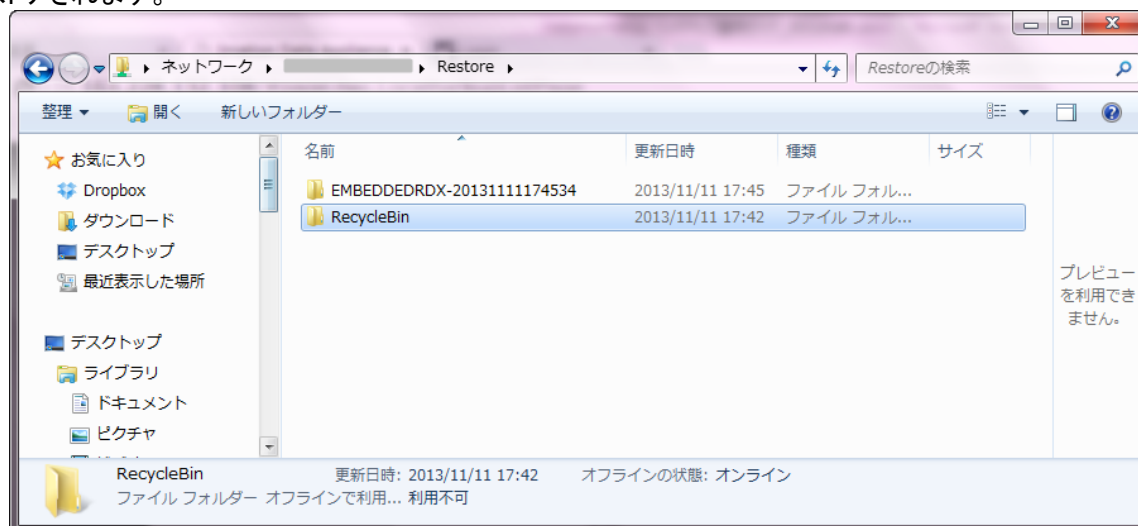 されます。
ネットワーク Restore Restoreの検索
整理 開く 新しいフォルダー
お気に入り
Dropbox
ダウンロード
デスクトップ
最近表示した場所
デスクトップ
ライブラリ
ドキュメント
ピクチャ
名前 更新日時 種類 サイズ
EMBEDDEDRDX-20131111174534 2013/11/11 17:45 ファイル フォル...
RecycleBin 2013/11/11 17:42 ファイル フォル...
プレビュー
を利用でき
ません。
RecycleBin 更新日時: 2013/11/11 17:42 オフラインの状態: オンライン
ファイル フォルダー オフラインで利用... 利用不可